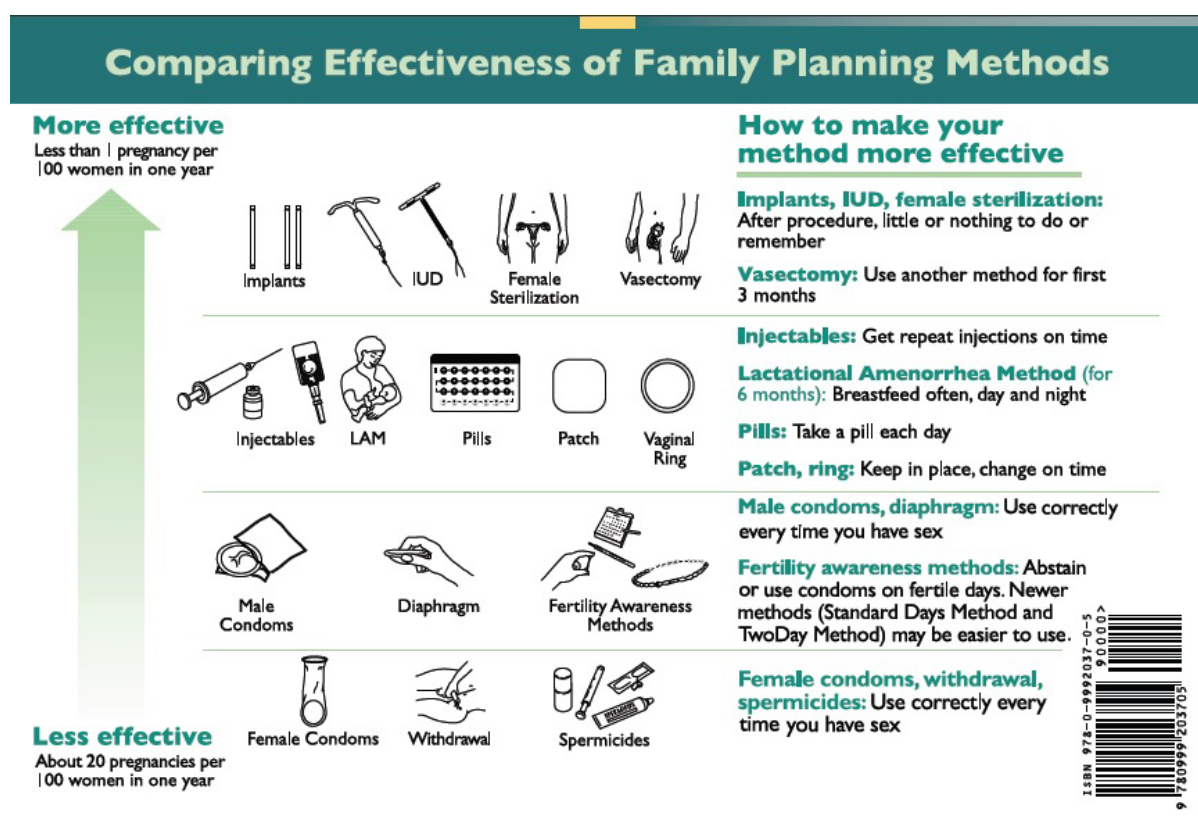 Comparing Effectiveness of Family Planning Methods
More effective
Less than 1 pregnancy per
100 women in one year
Implants
IUD
Female
Sterilization
Vasectomy
Injectables
LAM
Pills
Patch
Vaginal
Ring
Male
Condoms
Diaphragm
Fertility Awareness
Methods
Female Condoms
Withdrawal
Spermicides
Less effective
About 20 pregnancies per
100 women in one year
How to make your
method more effective
Implants, IUD, female sterilization:
After procedure, little or nothing to do or
remember
Vasectomy: Use another method for first
3 months
Injectables: Get repeat injections on time
Lactational Amenorrhea Method (for
6 months): Breastfeed often, day and night
Pills: Take a pill each day
Patch, ring: Keep in place, change on time
Male condoms, diaphragm: Use correctly
every time you have sex
Fertility awareness methods: Abstain
or use condoms on fertile days. Newer
methods (Standard Days Method and
TwoDay Method) may be easier to use.
Female condoms, withdrawal,
spermicides: Use correctly every
time you have sex
ISBN 978-0-9992037-0-5
90000>
9 780999 203705